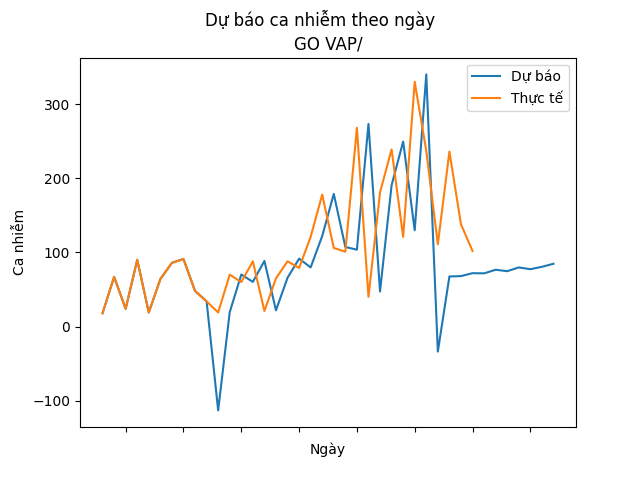 Dự báo ca nhiễm theo ngày
GO VAP/
Dự báo
Thực tế
300
200
100
0
−100
Ca nhiễm
Ngày